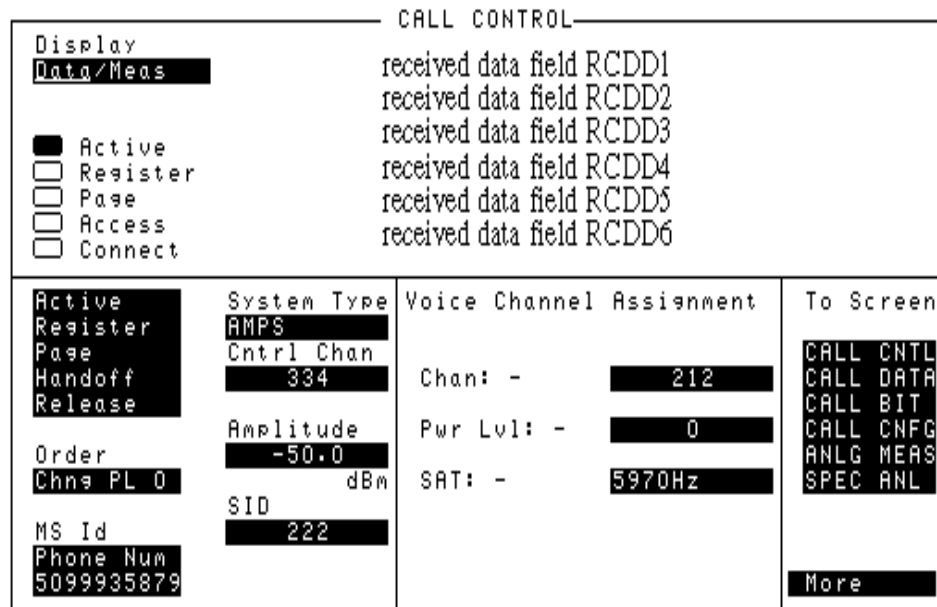 CALL CONTROL
Display
Data/Meas
received data field RCDD1
received data field RCDD2
received data field RCDD3
received data field RCDD4
received data field RCDD5
received data field RCDD6
Active
Register
Page
Access
Connect
Active
Register
Page
Handoff
Release
Order
Chng PL 0
MS Id
Phone Num
5099935879
System Type
AMPS
Cntrl Chan
334
Amplitude
-50.0
dBm
SID
222
Voice Channel Assignment
Chan: - 212
Pwr Lvl: - 0
SAT: - 5970Hz
To Screen
CALL CNTL
CALL DATA
CALL BIT
CALL CNFG
ANLG MEAS
SPEC ANL
More